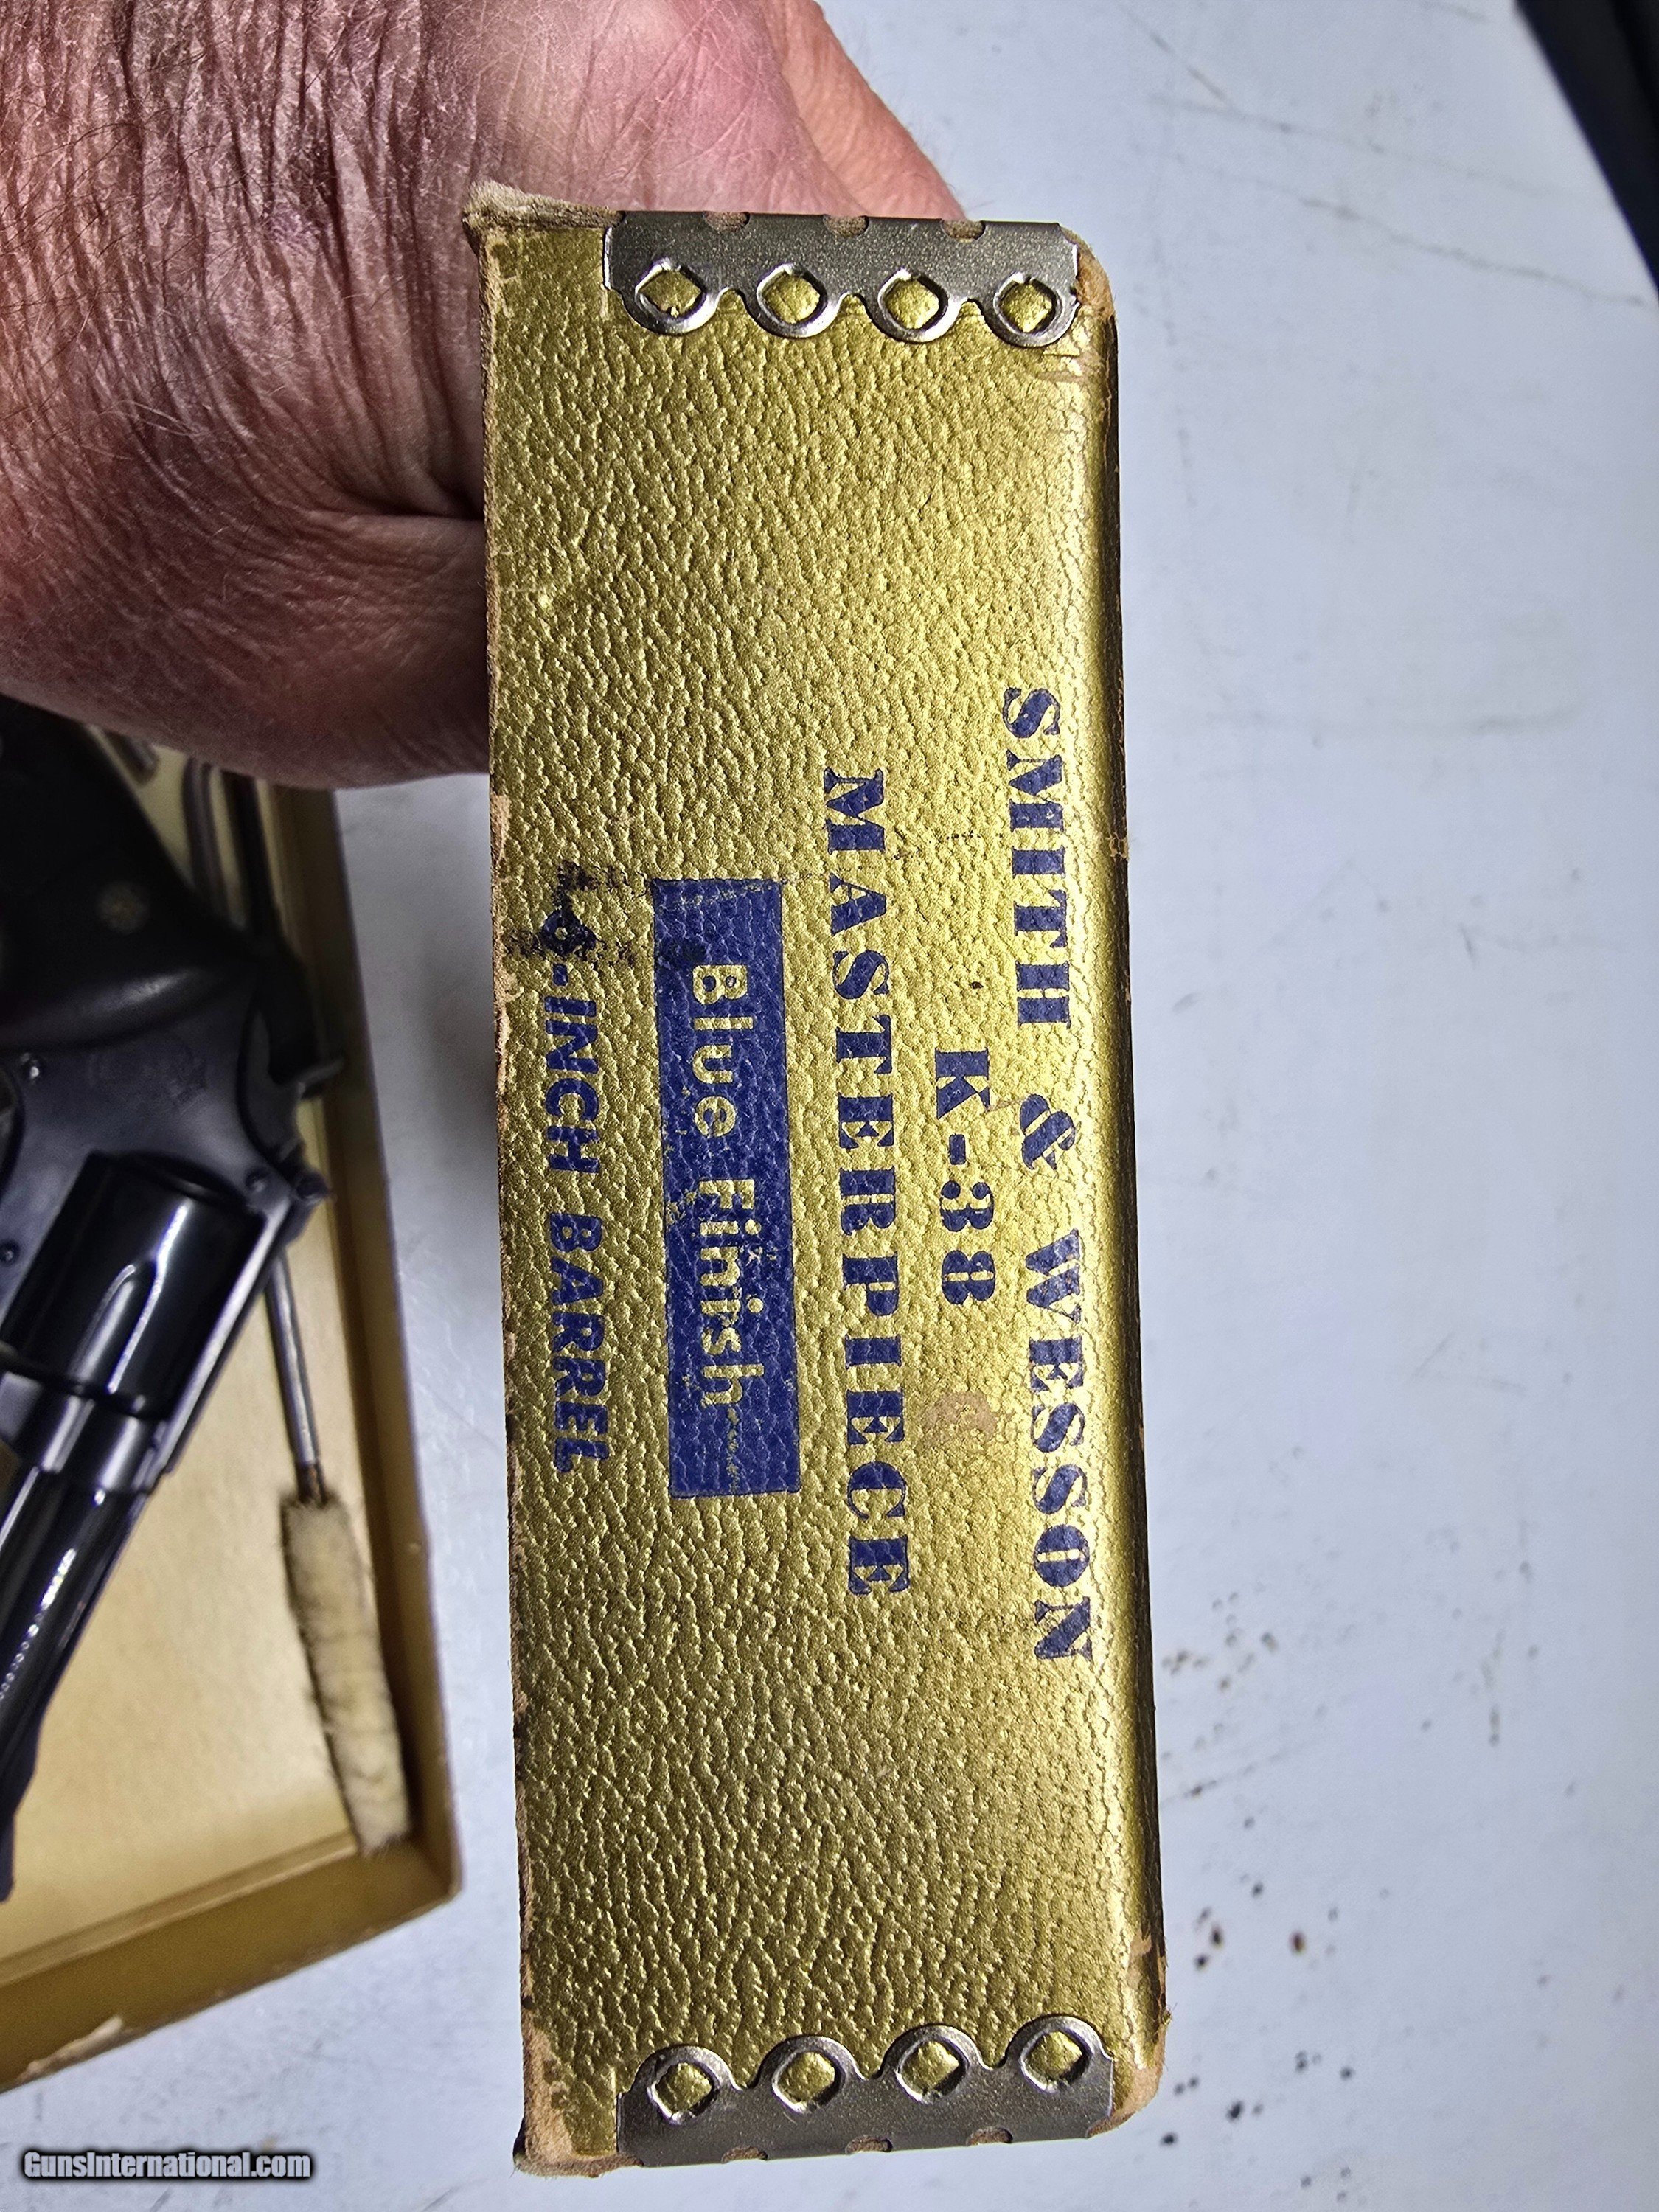 SMITH & WESSON
K-38
MASTERPIECE
Blue Finish
-INCH BARREL
GunsInternational.com